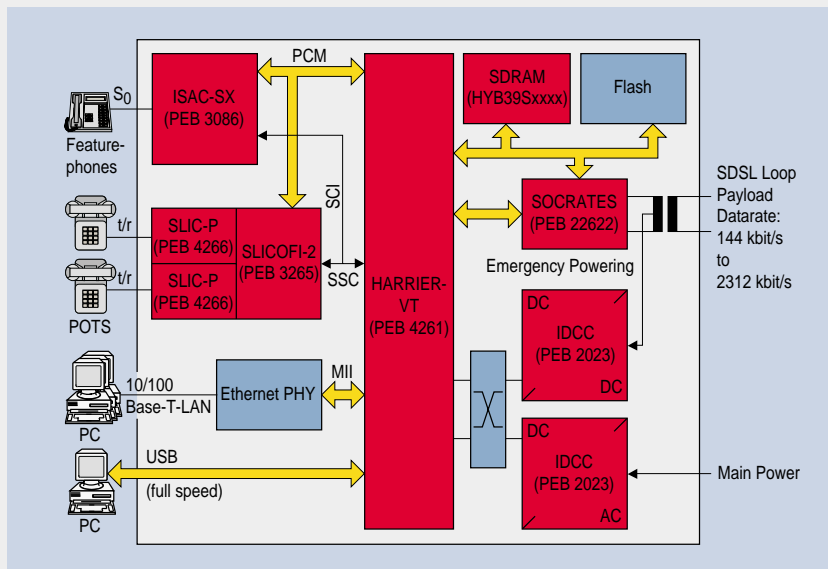 PCM
ISAC-SX
(PEB 3086)
S0
Feature-
phones
SDRAM
(HYB39Sxxxx)
Flash
SCI
SDSL Loop
Payload
Datarate:
144 kbit/s
to
2312 kbit/s
SOCRATES
(PEB 22622)
t/r
SLIC-P
(PEB 4266)
SLICOFI-2
(PEB 3265)
SSC
t/r
SLIC-P
(PEB 4266)
POTS
HARRIER-
VT
(PEB 4261)
Emergency Powering
DC
IDCC
(PEB 2023)
DC
MII
10/100
Base-T-LAN
Ethernet PHY
PC
USB
(full speed)
PC
DC
IDCC
(PEB 2023)
AC
Main Power